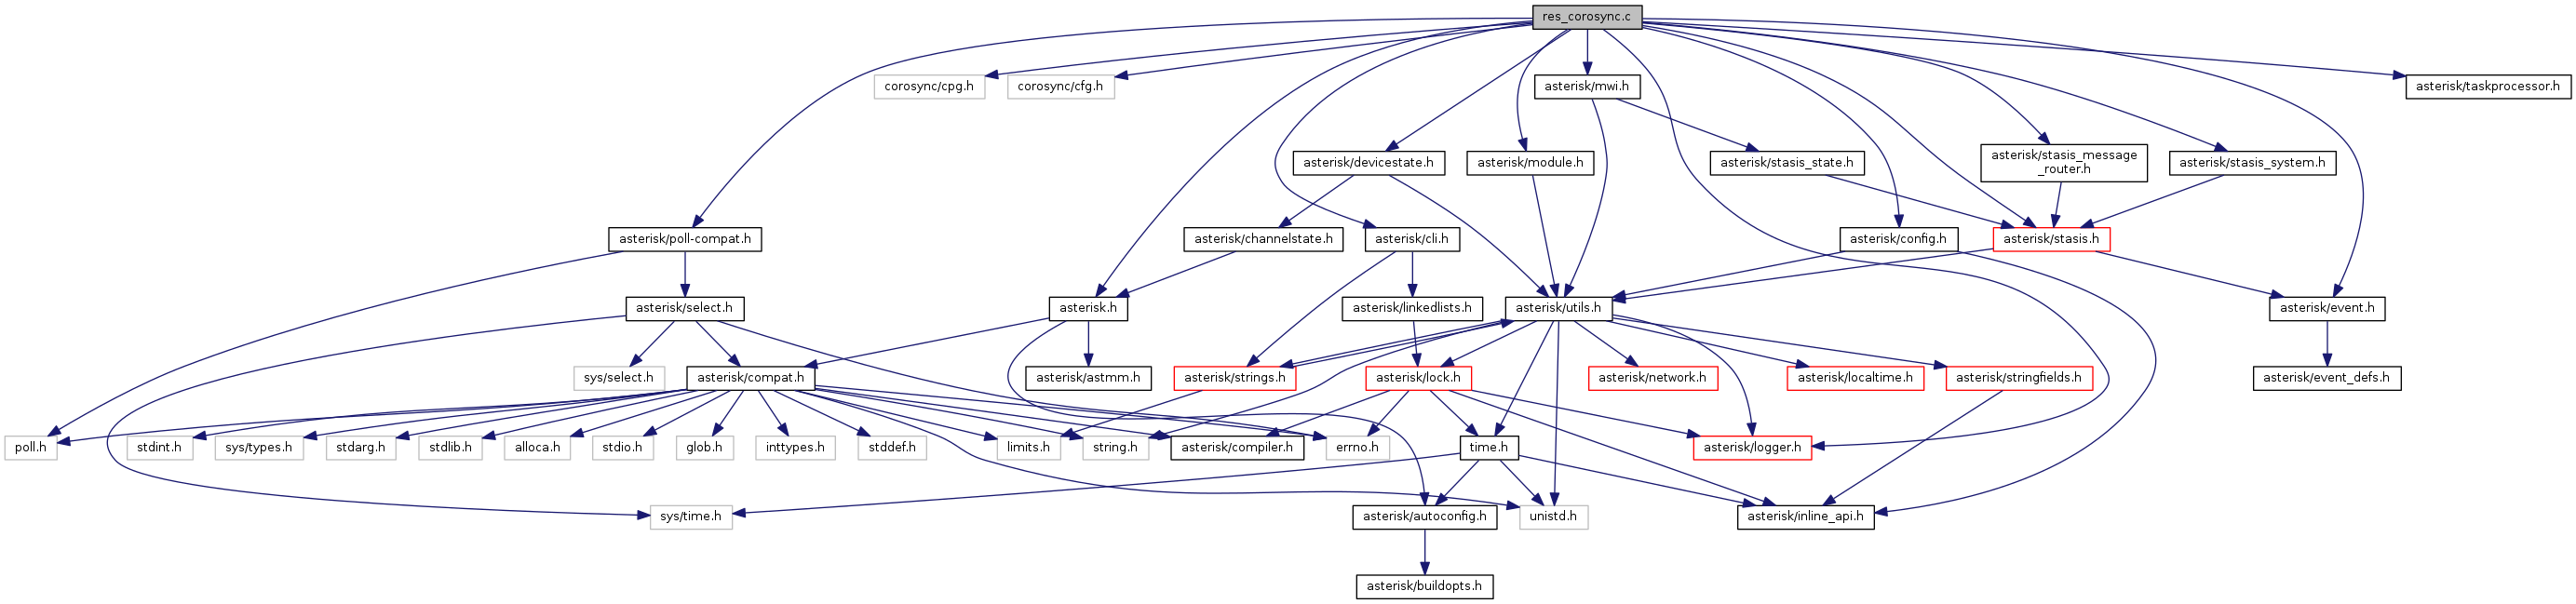 res_corosync.c
corosync/cpg.h
corosync/cfg.h
asterisk/mwi.h
asterisk/taskprocessor.h
asterisk/devicestate.h
asterisk/module.h
asterisk/stasis_state.h
asterisk/stasis_message
_router.h
asterisk/stasis_system.h
asterisk/poll-compat.h
asterisk/channelstate.h
asterisk/cli.h
asterisk/config.h
asterisk/stasis.h
asterisk/select.h
asterisk.h
asterisk/linkedlists.h
asterisk/utils.h
asterisk/event.h
sys/select.h
asterisk/compat.h
asterisk/astmm.h
asterisk/strings.h
asterisk/lock.h
asterisk/network.h
asterisk/localtime.h
asterisk/stringfields.h
asterisk/event_defs.h
poll.h
stdint.h
sys/types.h
stdarg.h
stdlib.h
alloca.h
stdio.h
glob.h
inttypes.h
stddef.h
limits.h
string.h
asterisk/compiler.h
errno.h
time.h
asterisk/logger.h
sys/time.h
asterisk/autoconfig.h
unistd.h
asterisk/inline_api.h
asterisk/buildopts.h